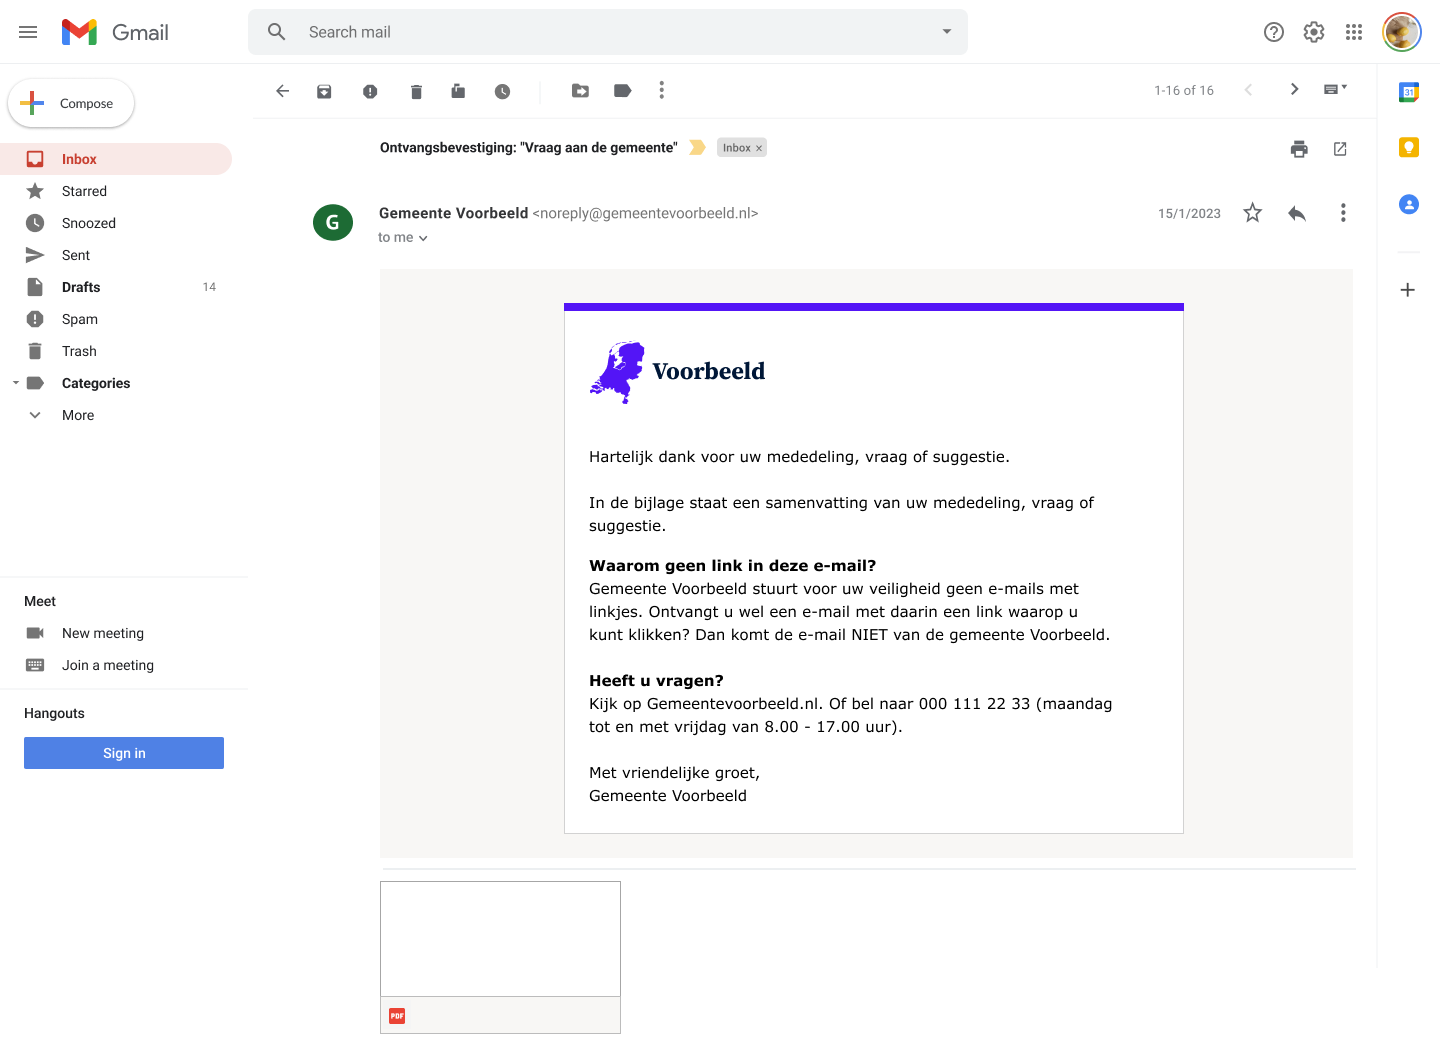 Gmail
Search mail
Compose
1-16 of 16
31
Ontvangsbevestiging: "Vraag aan de gemeente"
Inbox ×
Inbox
Starred
Snoozed
Sent
Drafts 14
Spam
Trash
Categories
More
G
Gemeente Voorbeeld <noreply@gemeentevoorbeeld.nl>
15/1/2023
to me
Voorbeeld
Hartelijk dank voor uw mededeling, vraag of suggestie.
In de bijlage staat een samenvatting van uw mededeling, vraag of
suggestie.
Waarom geen link in deze e-mail?
Gemeente Voorbeeld stuurt voor uw veiligheid geen e-mails met
linkjes. Ontvangt u wel een e-mail met daarin een link waarop u
kunt klikken? Dan komt de e-mail NIET van de gemeente Voorbeeld.
Heeft u vragen?
Kijk op Gemeentevoorbeeld.nl. Of bel naar 000 111 22 33 (maandag
tot en met vrijdag van 8.00 - 17.00 uur).
Met vriendelijke groet,
Gemeente Voorbeeld
Meet
New meeting
Join a meeting
Hangouts
Sign in
PDF